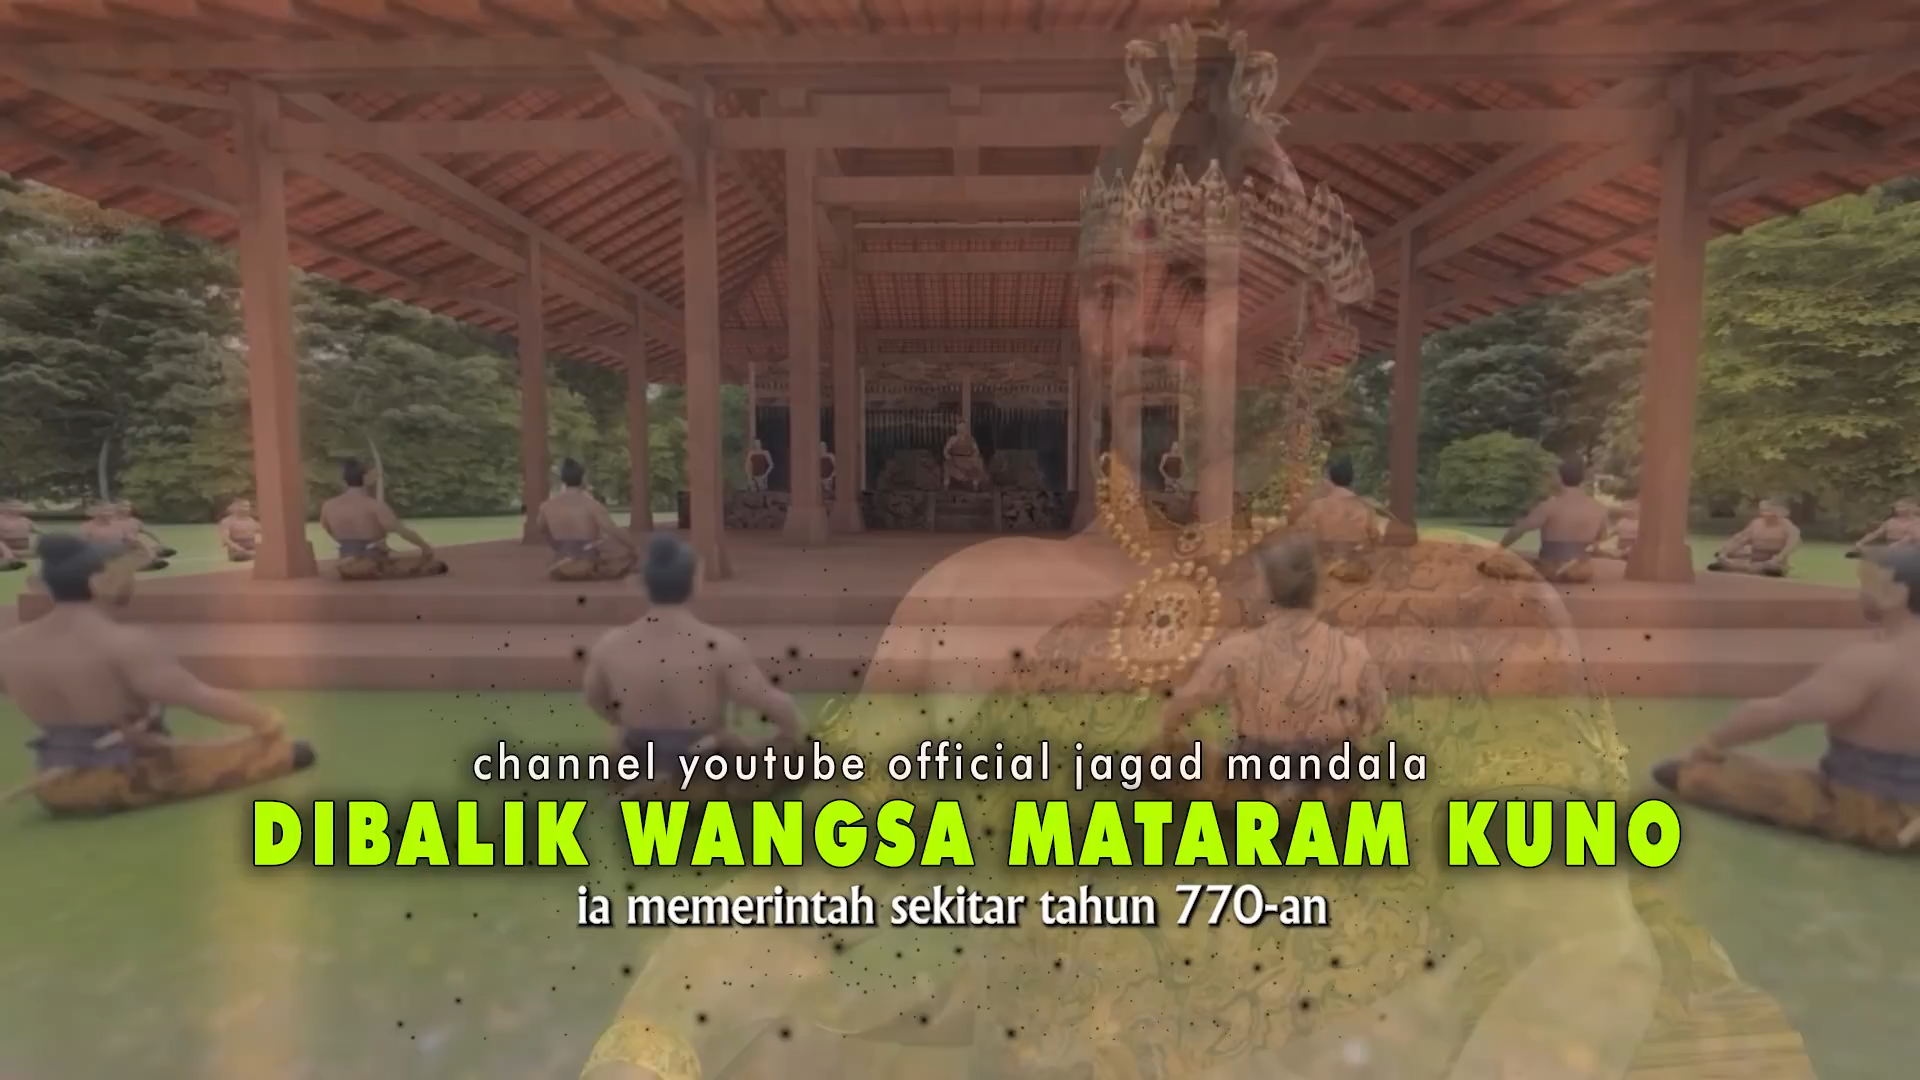 channel youtube official jagad mandala
DIBALIK WANGSA MATARAM KUNO
ia memerintah sekitar tahun 770-an